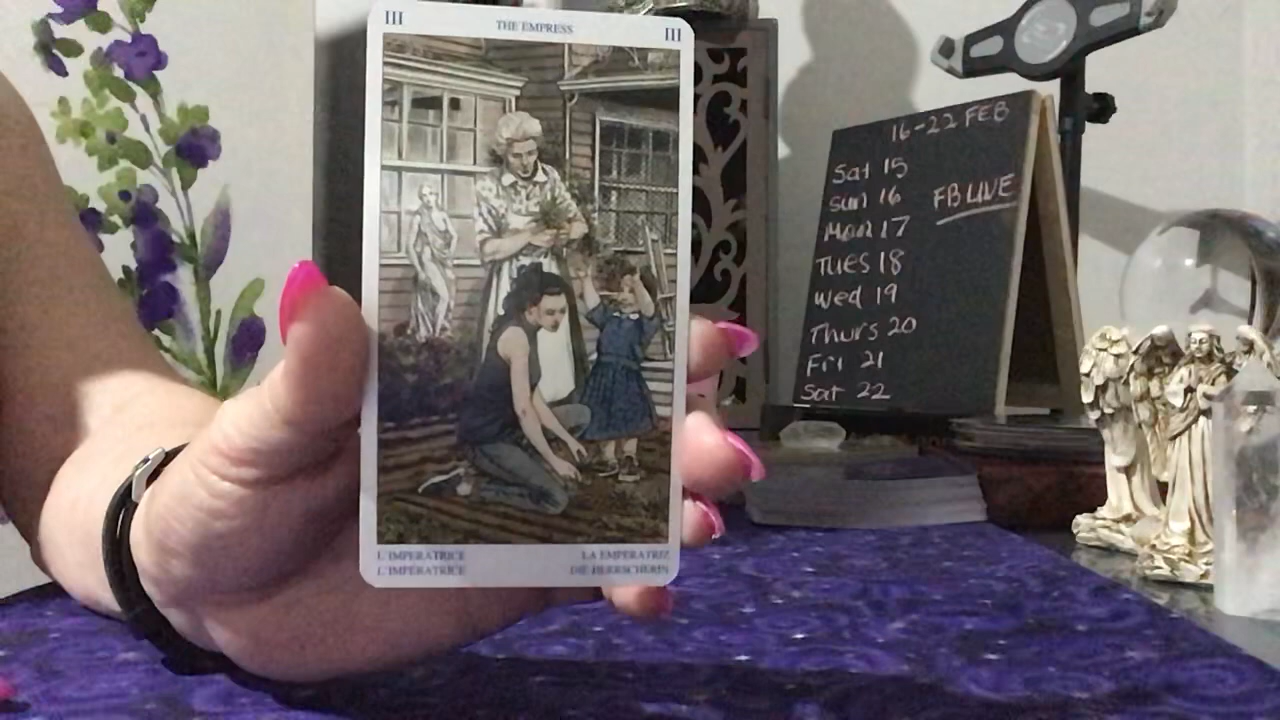 III
THE EMPRESS
III
L'IMPERATRICE
LA EMPERATRIZ
L'IMPERATRICE
DIE HERRSCHERIN
16-22 FEB
Sat 15
Sun 16
FB LIVE
Mon 17
Tues 18
Wed 19
Thurs 20
Fri 21
Sat 22